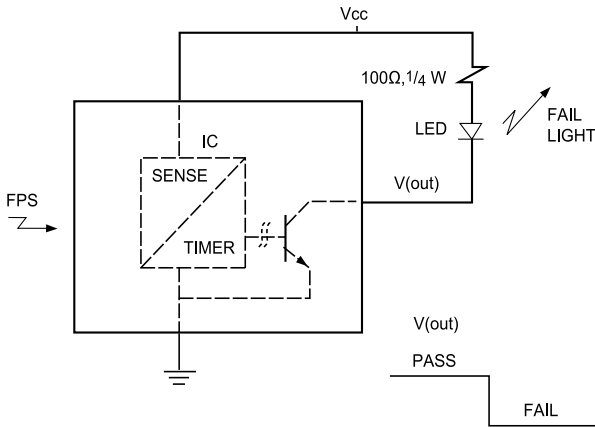 Vcc
100Ω,1/4 W
LED
FAIL
LIGHT
IC
SENSE
V(out)
FPS
TIMER
V(out)
PASS
FAIL